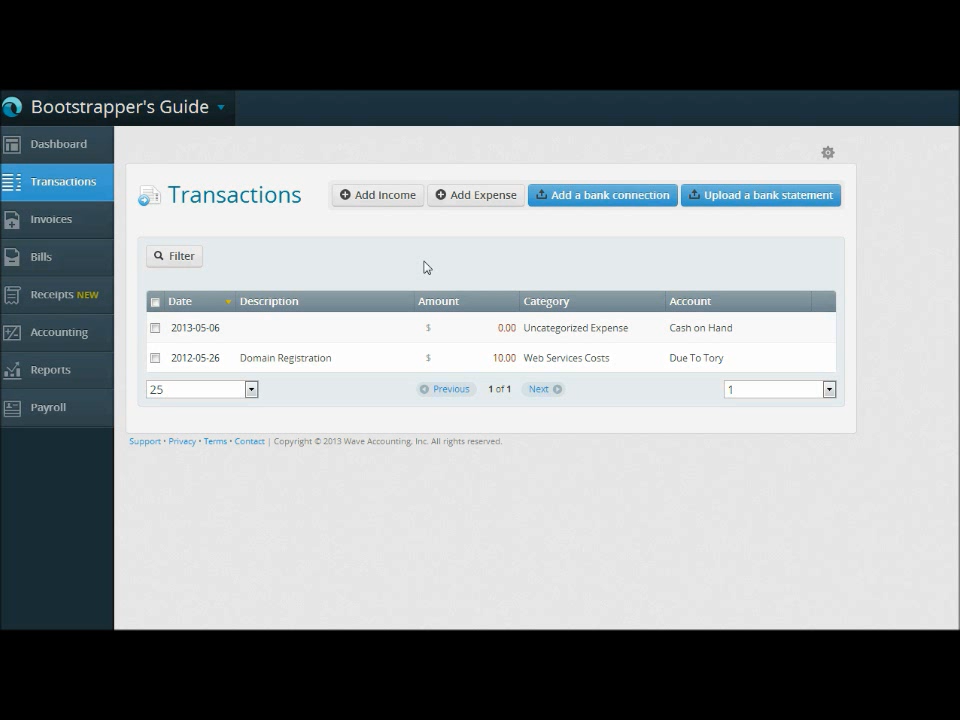 Bootstrapper's Guide
Dashboard
Transactions
Invoices
Bills
Receipts NEW
Accounting
Reports
Payroll
Transactions
Add Income
Add Expense
Add a bank connection
Upload a bank statement
Filter
Date Description Amount Category Account
2013-05-06 $ 0.00 Uncategorized Expense Cash on Hand
2012-05-26 Domain Registration $ 10.00 Web Services Costs Due To Tory
25 Previous 1 of 1 Next 1
Support • Privacy • Terms • Contact | Copyright © 2013 Wave Accounting, Inc. All rights reserved.